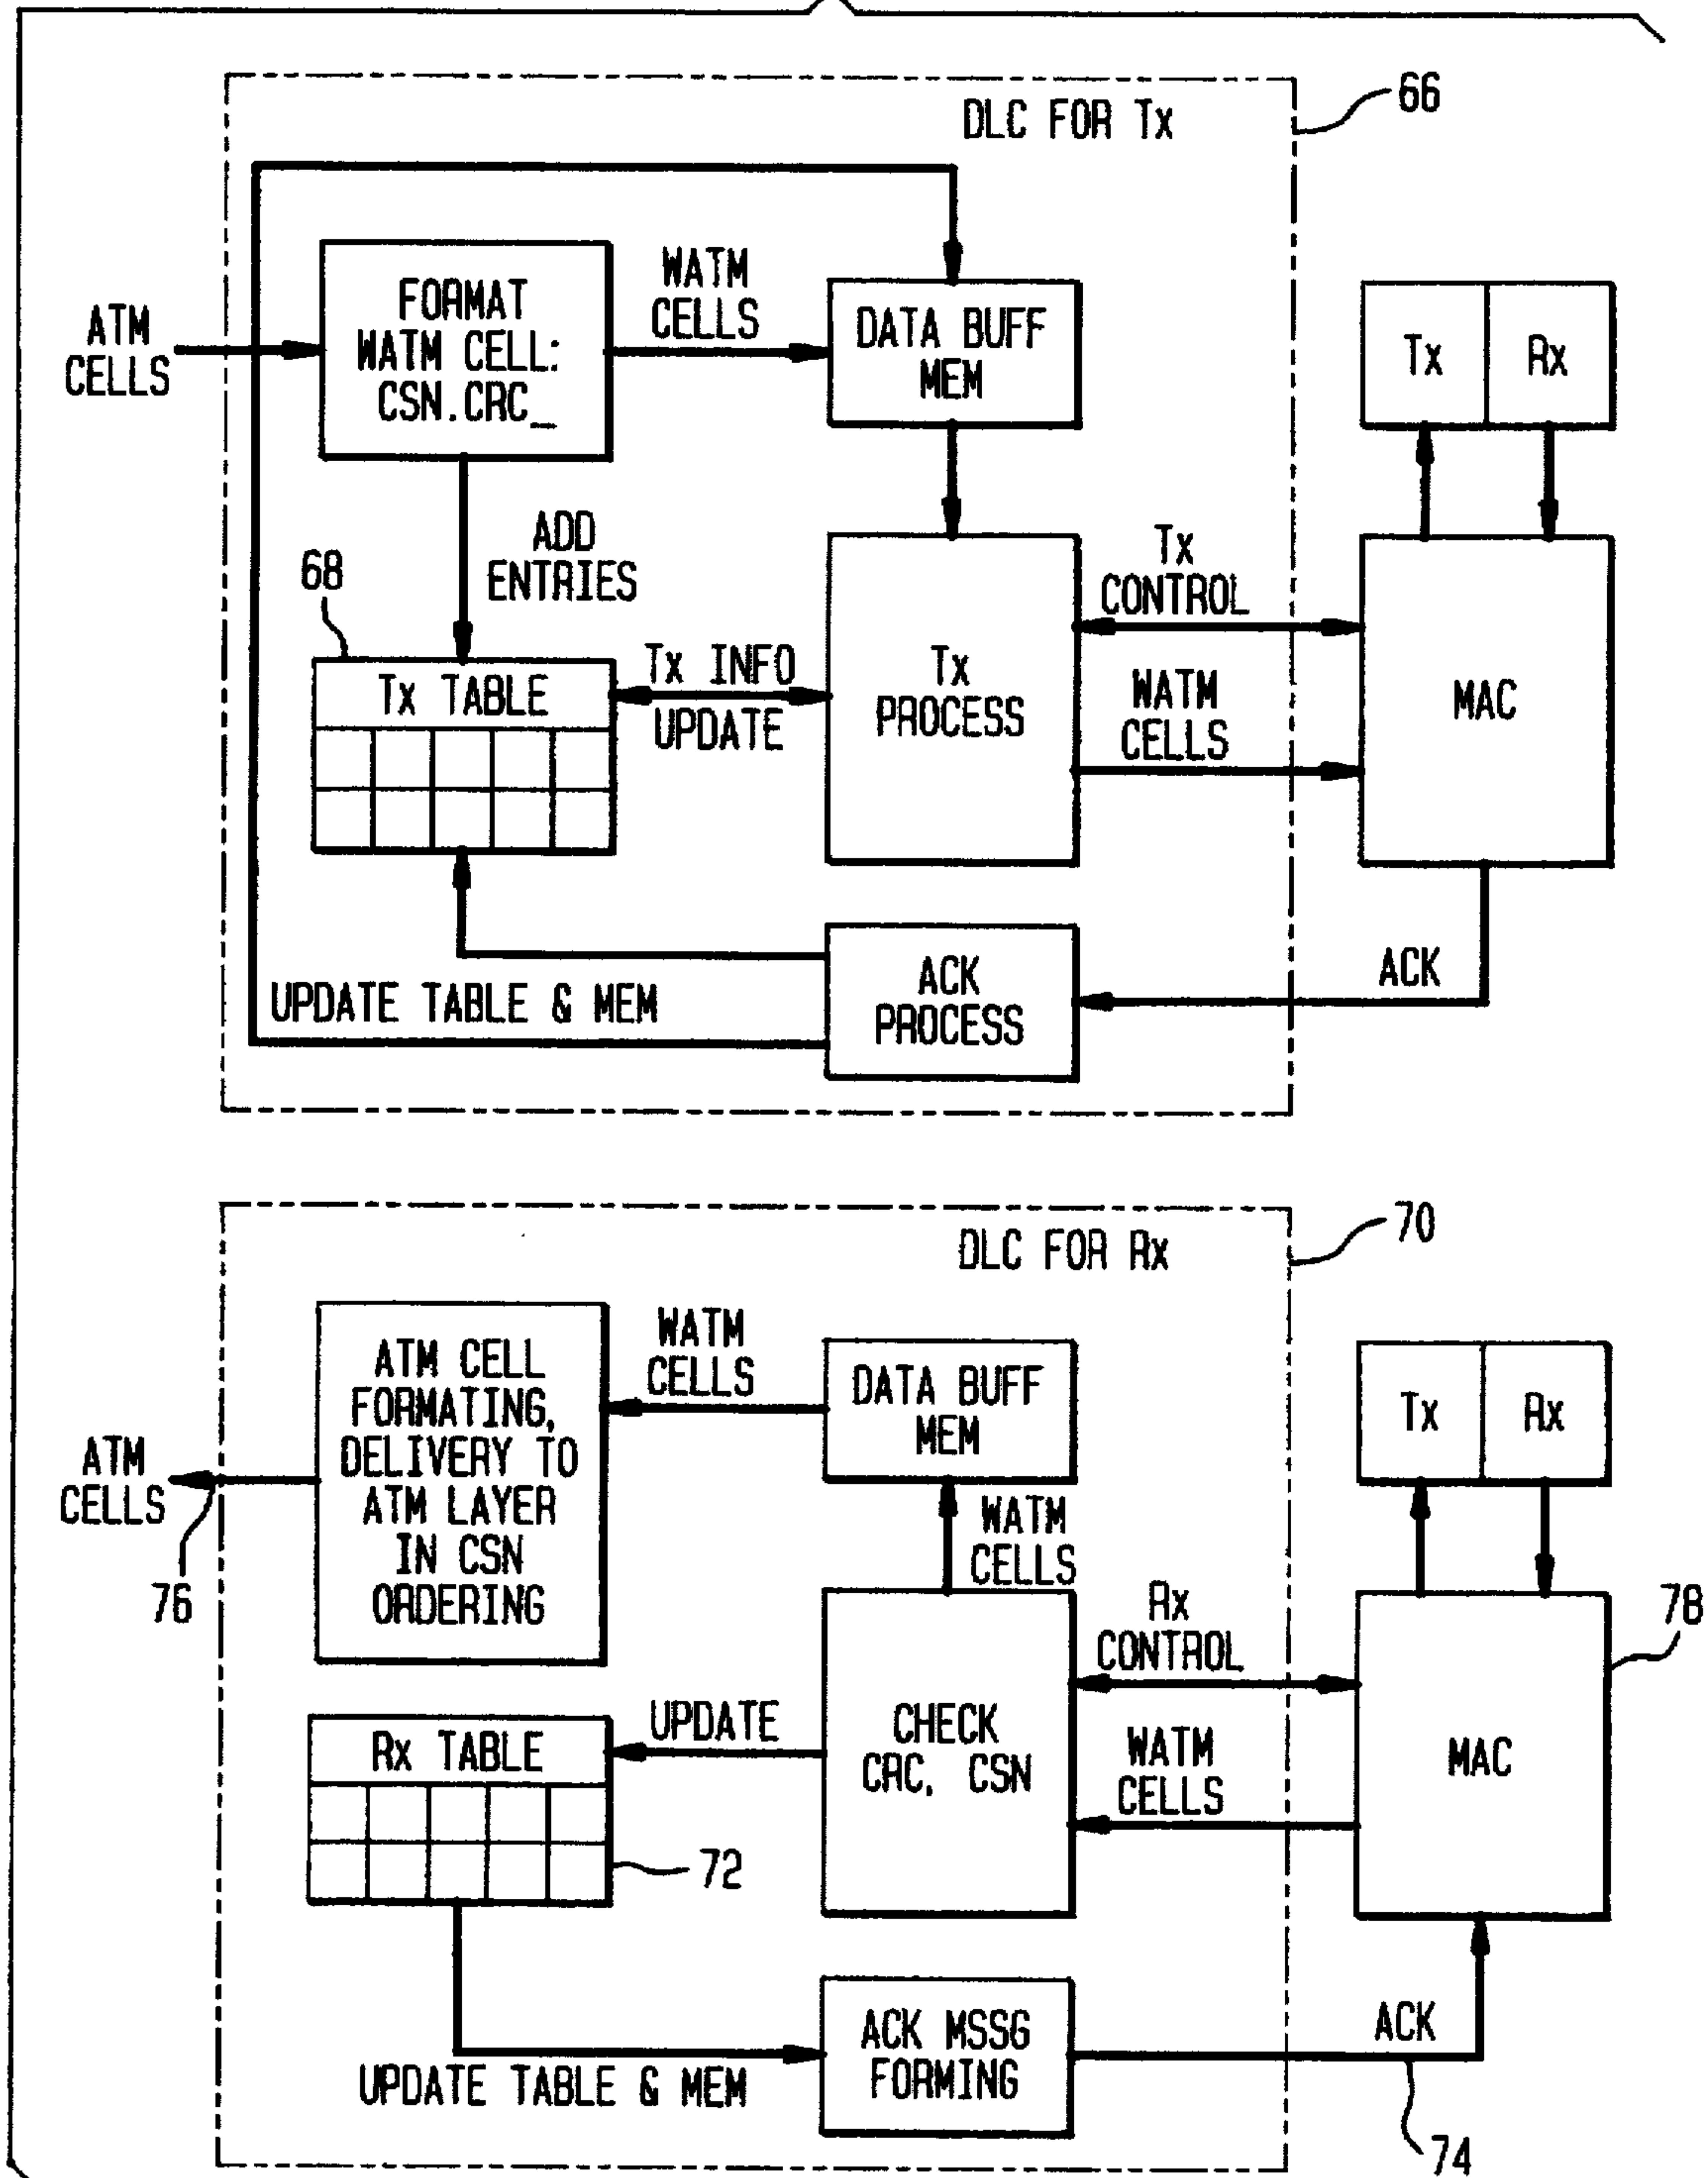 DLC FOR Tx
66
ATM
CELLS
FORMAT
WATM CELL:
CSN.CRC_
WATM
CELLS
DATA BUFF
MEM
Tx
Rx
ADD
ENTRIES
68
Tx TABLE
Tx INFO
UPDATE
Tx
PROCESS
Tx
CONTROL
WATM
CELLS
MAC
UPDATE TABLE & MEM
ACK
PROCESS
ACK
DLC FOR Rx
70
ATM
CELLS
76
ATM CELL
FORMATING,
DELIVERY TO
ATM LAYER
IN CSN
ORDERING
WATM
CELLS
DATA BUFF
MEM
Tx
Rx
WATM
CELLS
Rx TABLE
72
UPDATE
CHECK
CRC, CSN
Rx
CONTROL
WATM
CELLS
MAC
78
UPDATE TABLE & MEM
ACK MSSG
FORMING
ACK
74